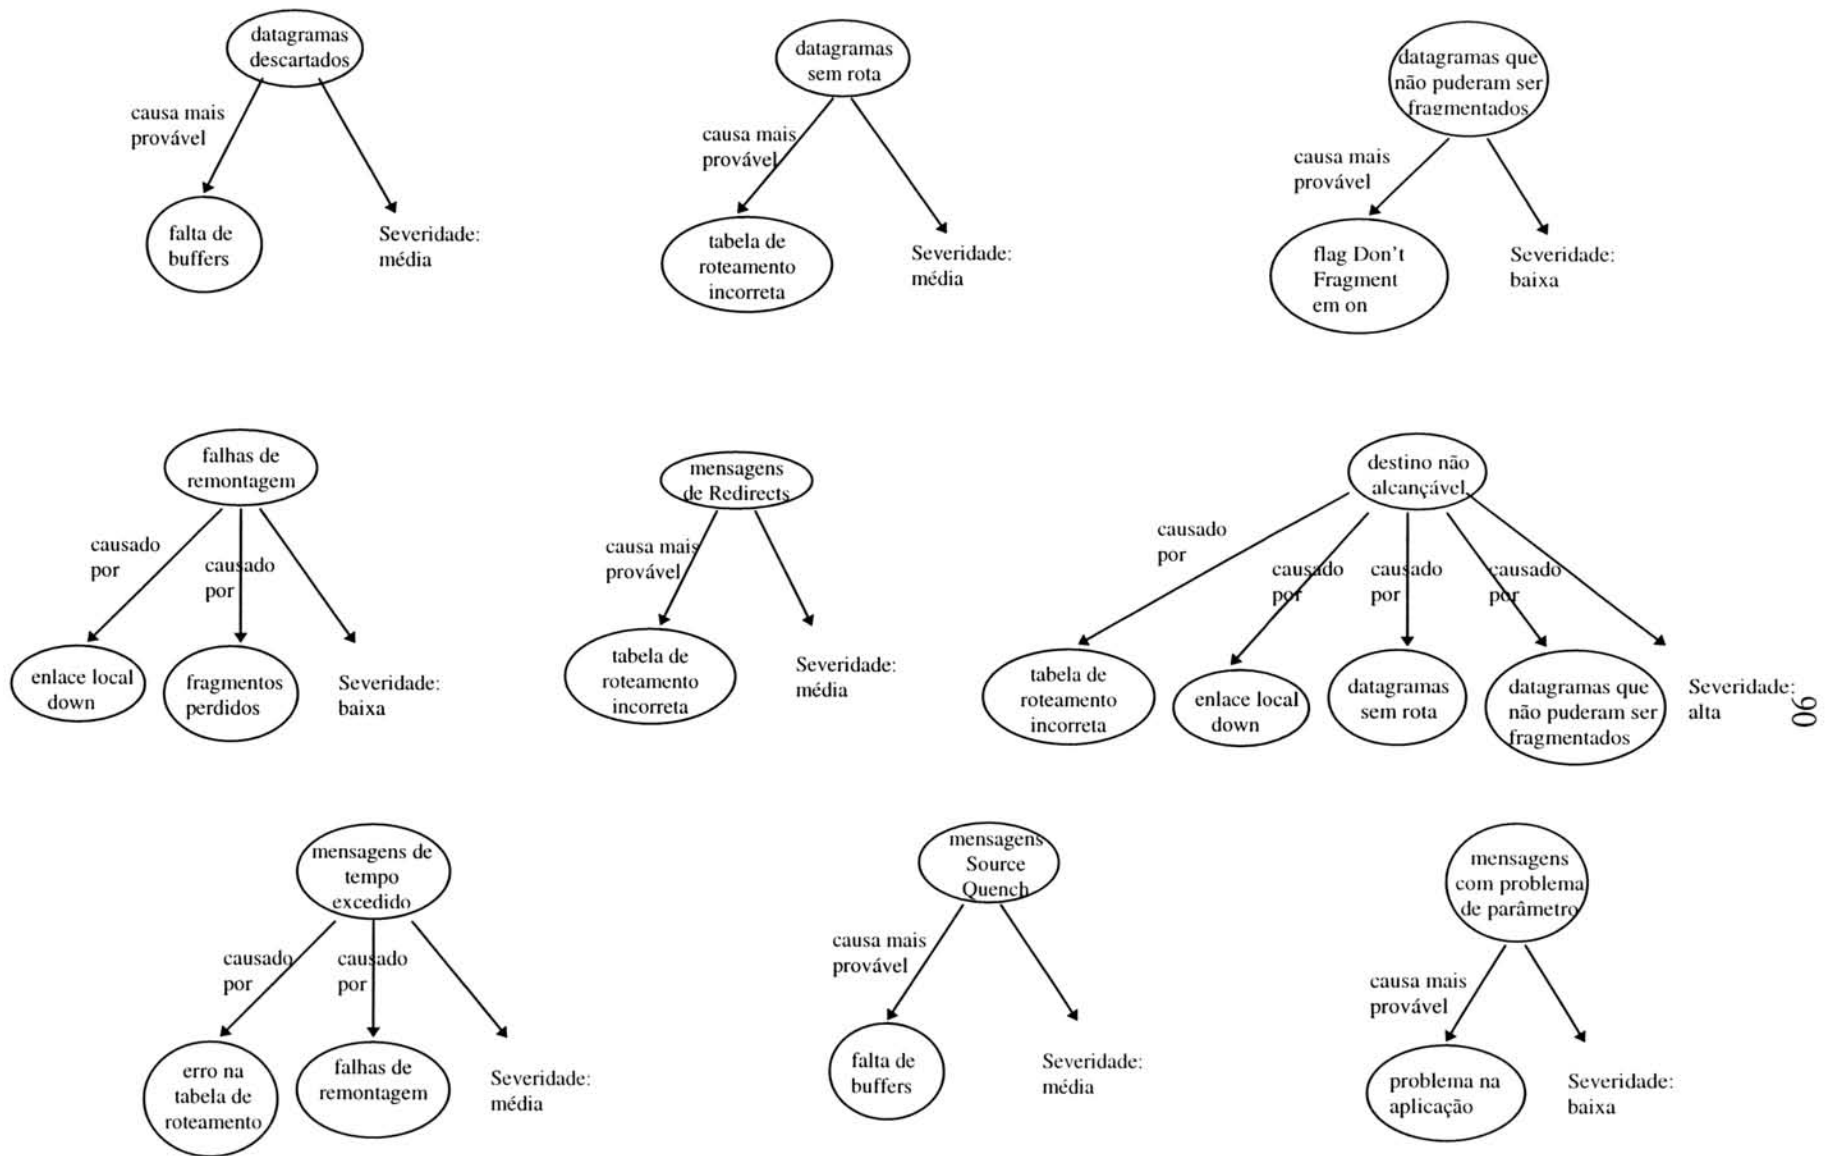 datagramas
descartados
causa mais
provável
falta de
buffers
Severidade:
média
datagramas
sem rota
causa mais
provável
tabela de
roteamento
incorreta
Severidade:
média
datagramas que
não puderam ser
fragmentados
causa mais
provável
flag Don't
Fragment
em on
Severidade:
baixa
falhas de
remontagem
causado
por
causado
por
enlace local
down
fragmentos
perdidos
Severidade:
baixa
mensagens
de Redirects
causa mais
provável
tabela de
roteamento
incorreta
Severidade:
média
destino não
alcançável
causado
por
causado
por
causado
por
causado
por
tabela de
roteamento
incorreta
enlace local
down
datagramas
sem rota
datagramas que
não puderam ser
fragmentados
Severidade:
alta
90
mensagens de
tempo
excedido
causado
por
causado
por
erro na
tabela de
roteamento
falhas de
remontagem
Severidade:
média
mensagens
Source
Quench
causa mais
provável
falta de
buffers
Severidade:
média
mensagens
com problema
de parâmetro
causa mais
provável
problema na
aplicação
Severidade:
baixa